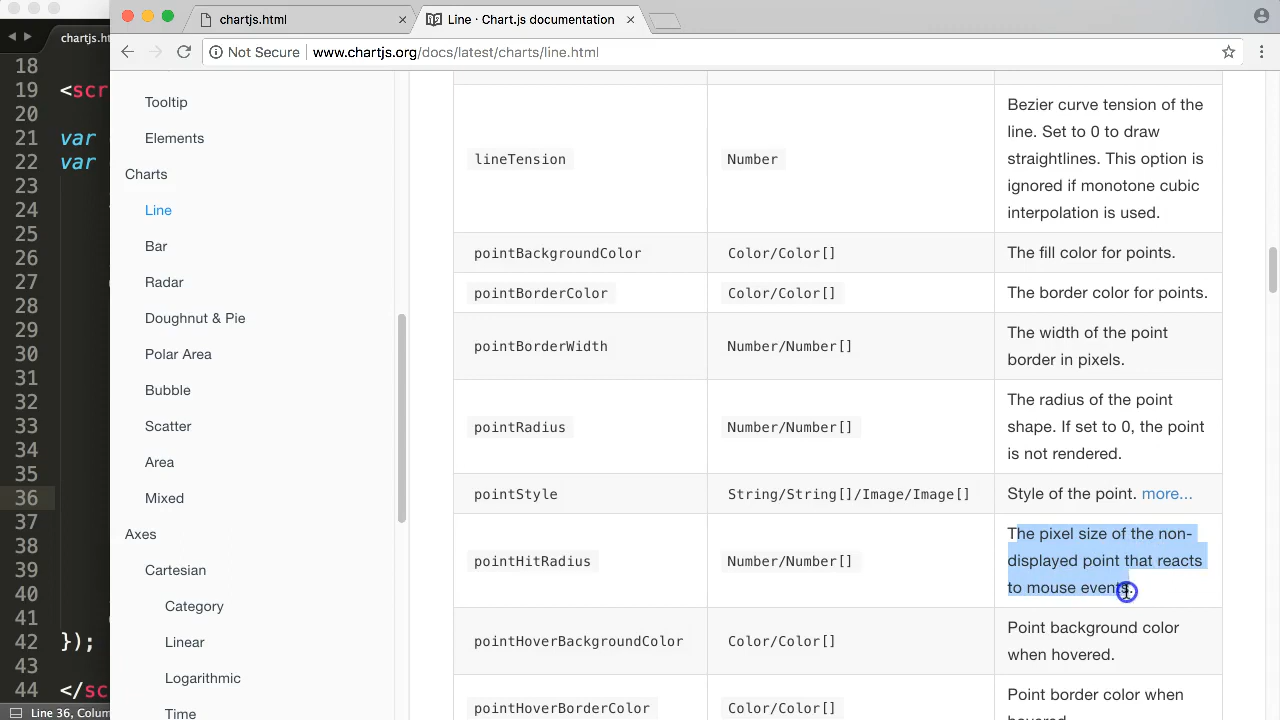 chartjs.html
Line · Chart.js documentation
Not Secure
www.chartjs.org/docs/latest/charts/line.html
chartjs.h
18
19 <scr
20
21 var
22 var
23
24
25
26
27
28
29
30
31
32
33
34
35
36
37
38
39
40
41
42 });
43
44 </sc
Line 36, Colum
Tooltip
Elements
Charts
Line
Bar
Radar
Doughnut & Pie
Polar Area
Bubble
Scatter
Area
Mixed
Axes
Cartesian
Category
Linear
Logarithmic
Time
lineTension
Number
Bezier curve tension of the
line. Set to 0 to draw
straightlines. This option is
ignored if monotone cubic
interpolation is used.
pointBackgroundColor
Color/Color[]
The fill color for points.
pointBorderColor
Color/Color[]
The border color for points.
pointBorderWidth
Number/Number[]
The width of the point
border in pixels.
pointRadius
Number/Number[]
The radius of the point
shape. If set to 0, the point
is not rendered.
pointStyle
String/String[]/Image/Image[]
Style of the point. more...
pointHitRadius
Number/Number[]
The pixel size of the non-
displayed point that reacts
to mouse events.
pointHoverBackgroundColor
Color/Color[]
Point background color
when hovered.
pointHoverBorderColor
Color/Color[]
Point border color when
hovered.